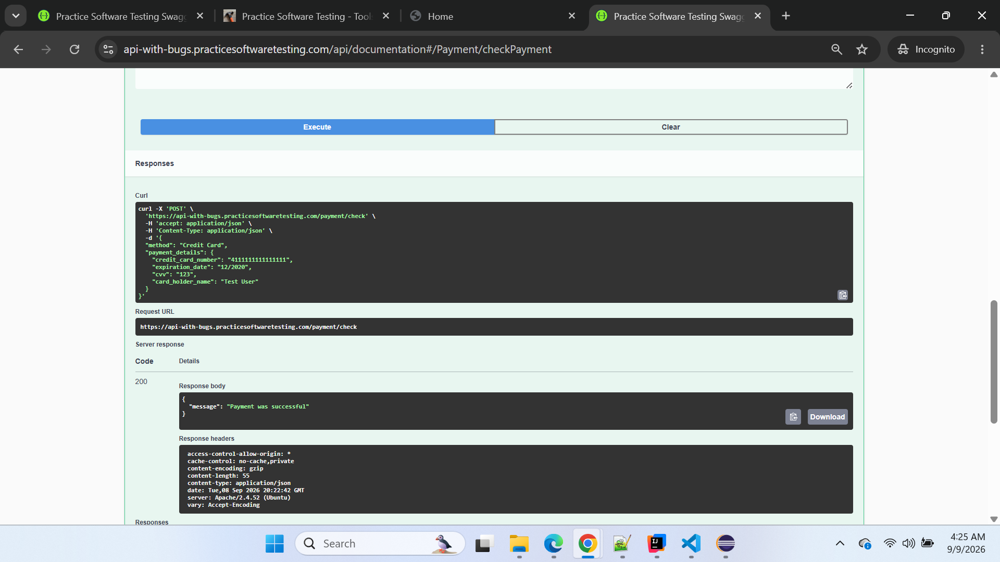 Practice Software Testing Swagg
Practice Software Testing - Tools
Home
Practice Software Testing Swagg
api-with-bugs.practicesoftwaretesting.com/api/documentation#/Payment/checkPayment
Incognito
Execute
Clear
Responses
Curl
curl -X 'POST' \
'https://api-with-bugs.practicesoftwaretesting.com/payment/check' \
-H 'accept: application/json' \
-H 'Content-Type: application/json' \
-d '{
"method": "Credit Card",
"payment_details": {
"credit_card_number": "4111111111111111",
"expiration_date": "12/2020",
"cvv": "123",
"card_holder_name": "Test User"
}
}'
Request URL
https://api-with-bugs.practicesoftwaretesting.com/payment/check
Server response
Code
Details
200
Response body
{
"message": "Payment was successful"
}
Download
Response headers
access-control-allow-origin: *
cache-control: no-cache,private
content-encoding: gzip
content-length: 55
content-type: application/json
date: Tue,08 Sep 2026 20:22:42 GMT
server: Apache/2.4.52 (Ubuntu)
vary: Accept-Encoding
Responses
Search
4:25 AM
9/9/2026